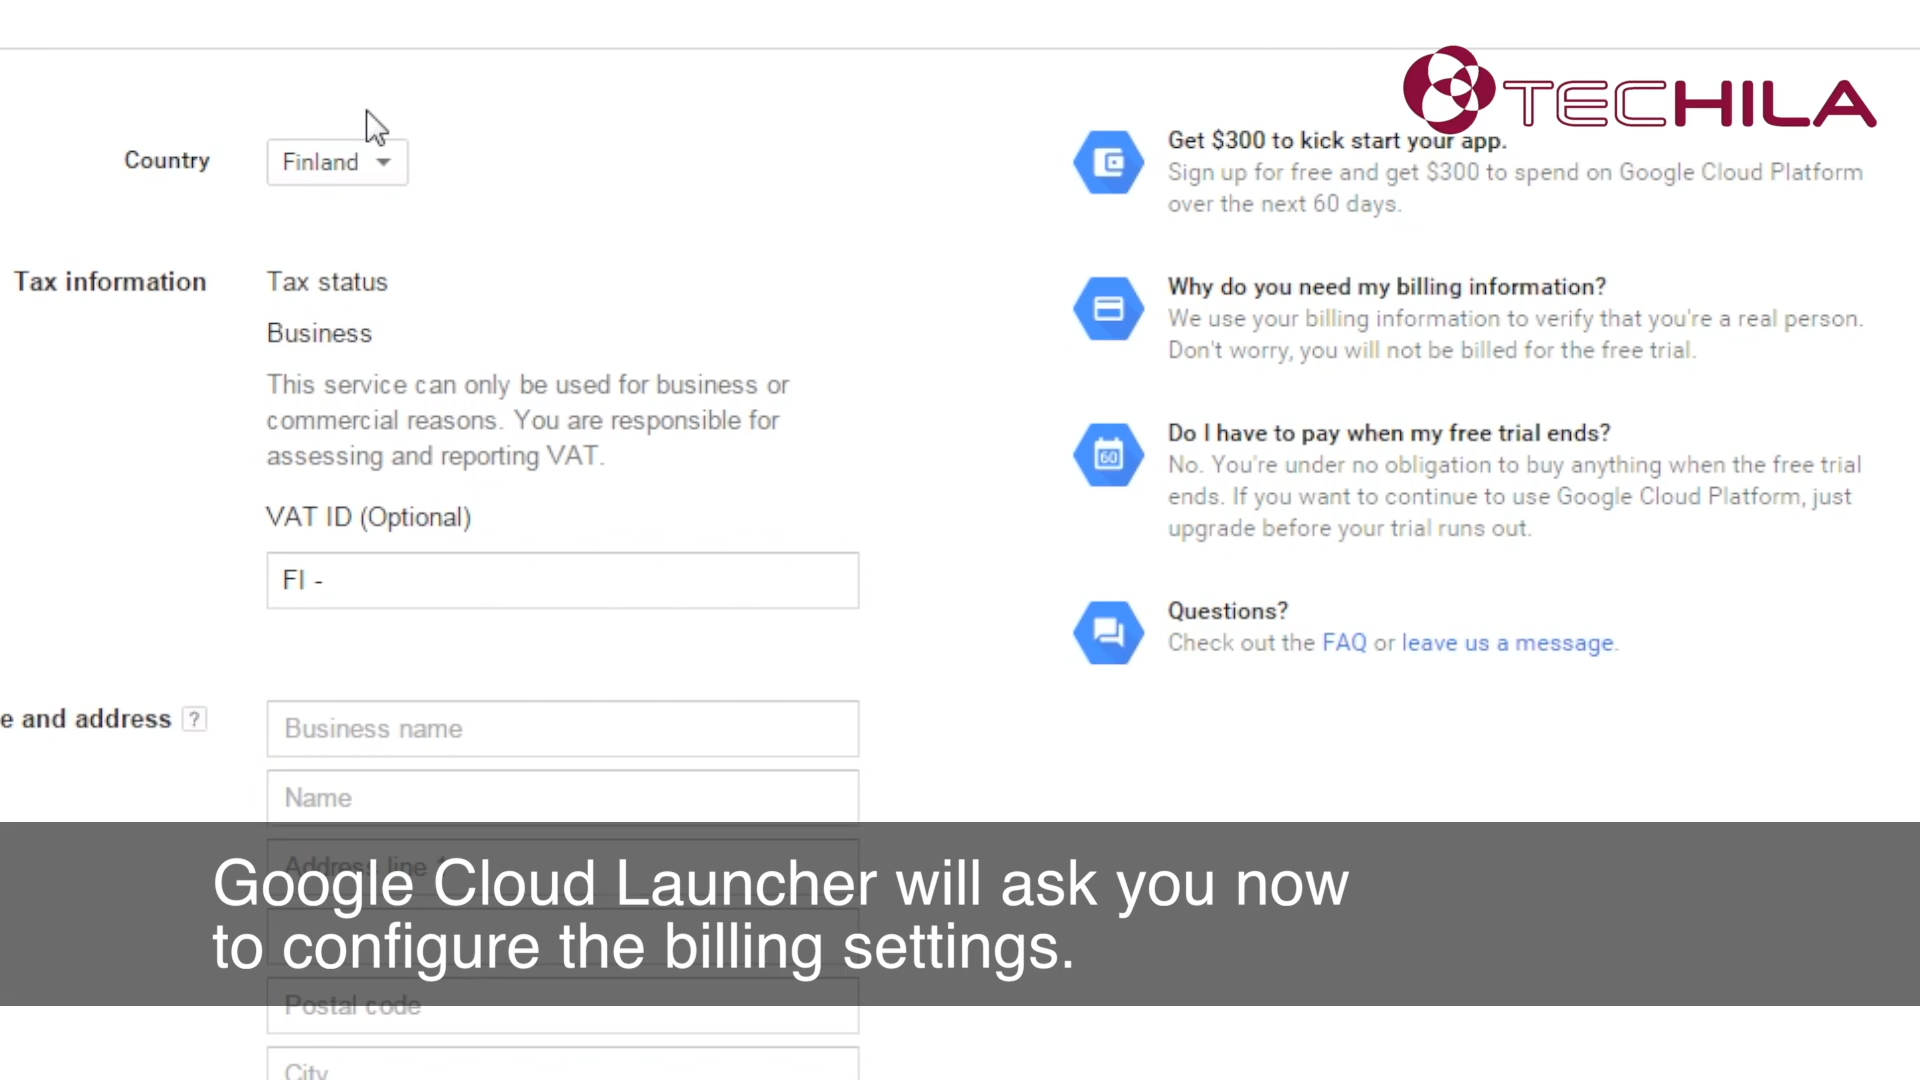 TECHILA
Country
Finland
Tax information
Tax status
Business
This service can only be used for business or
commercial reasons. You are responsible for
assessing and reporting VAT.
VAT ID (Optional)
FI -
e and address ?
Business name
Name
Address line
Postal code
City
Get $300 to kick start your app.
Sign up for free and get $300 to spend on Google Cloud Platform
over the next 60 days.
Why do you need my billing information?
We use your billing information to verify that you're a real person.
Don't worry, you will not be billed for the free trial.
60
Do I have to pay when my free trial ends?
No. You're under no obligation to buy anything when the free trial
ends. If you want to continue to use Google Cloud Platform, just
upgrade before your trial runs out.
Questions?
Check out the FAQ or leave us a message.
Google Cloud Launcher will ask you now
to configure the billing settings.